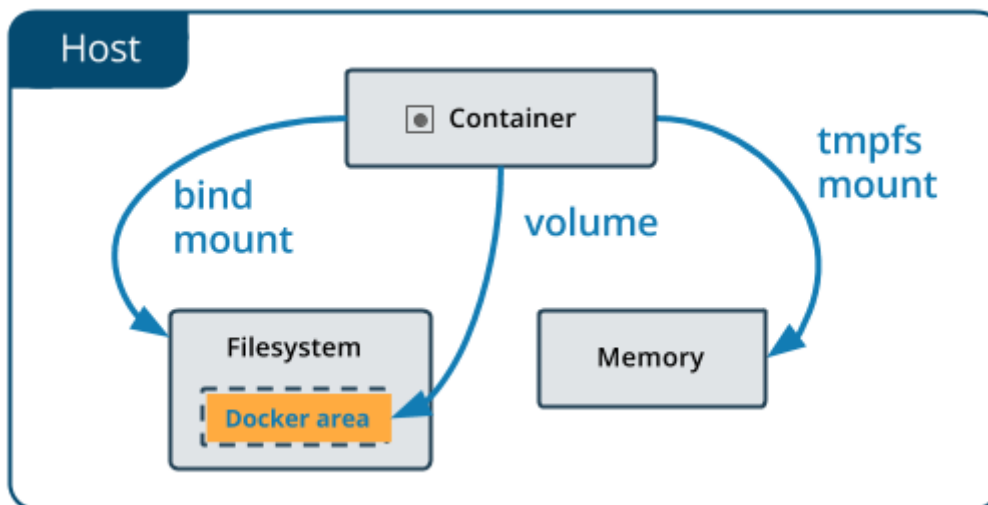 Host
Container
bind
mount
volume
tmpfs
mount
Filesystem
Docker area
Memory